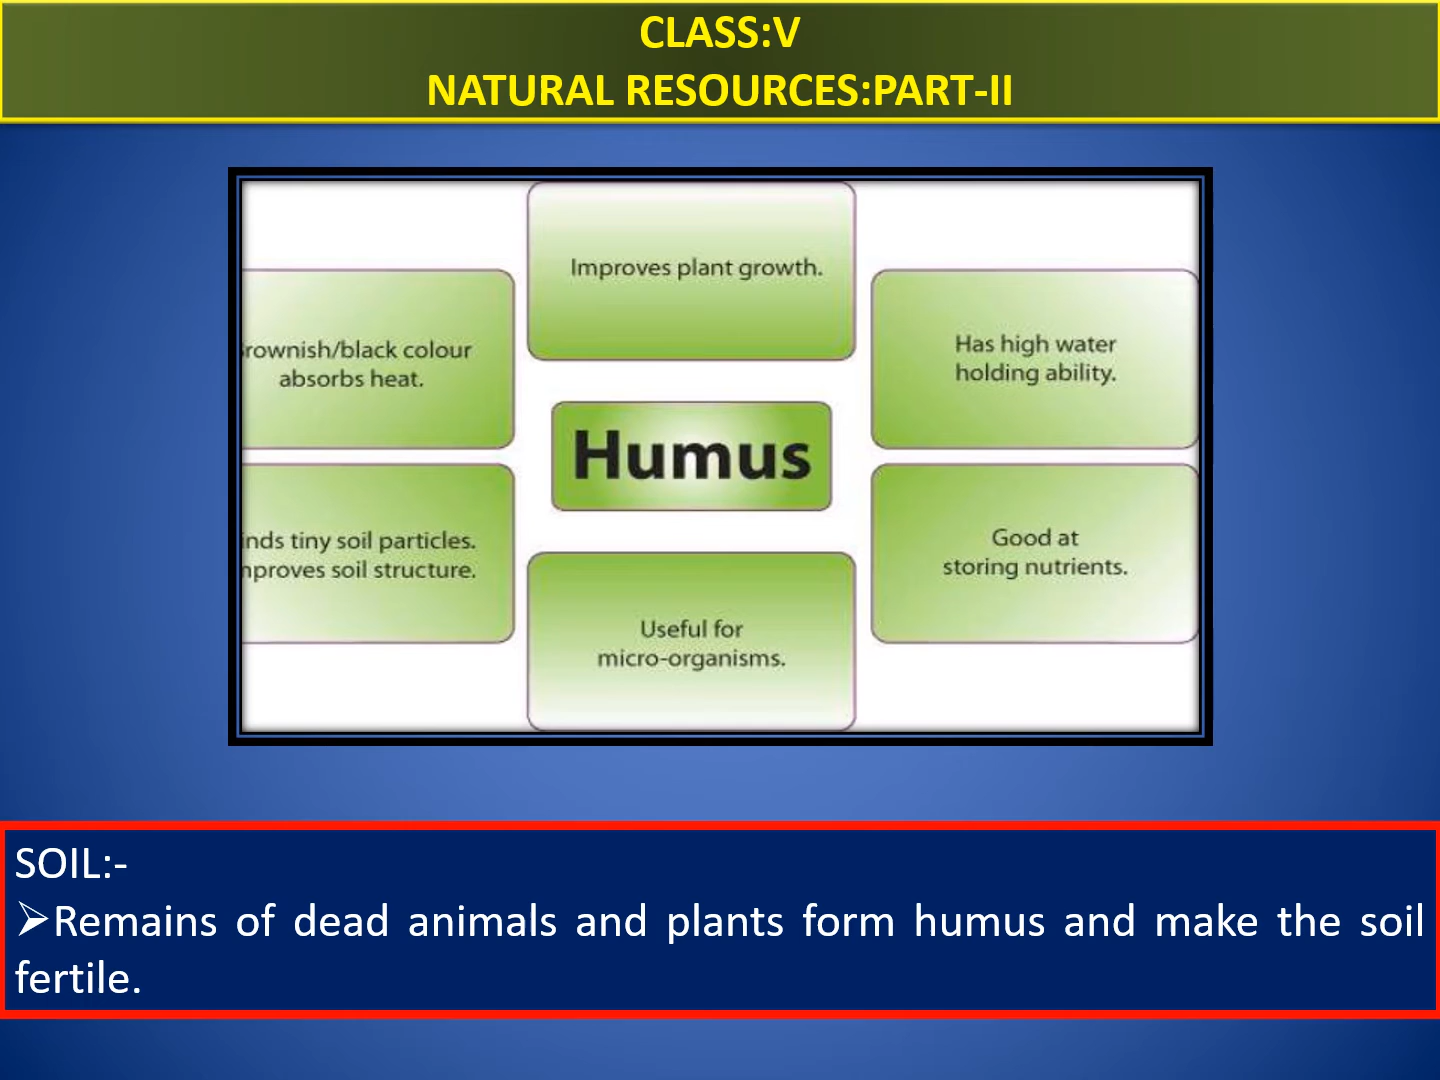 CLASS:V
NATURAL RESOURCES:PART-II
Improves plant growth.
rownish/black colour
absorbs heat.
Has high water
holding ability.
Humus
inds tiny soil particles.
nproves soil structure.
Good at
storing nutrients.
Useful for
micro-organisms.
SOIL:-
➢Remains of dead animals and plants form humus and make the soil
fertile.